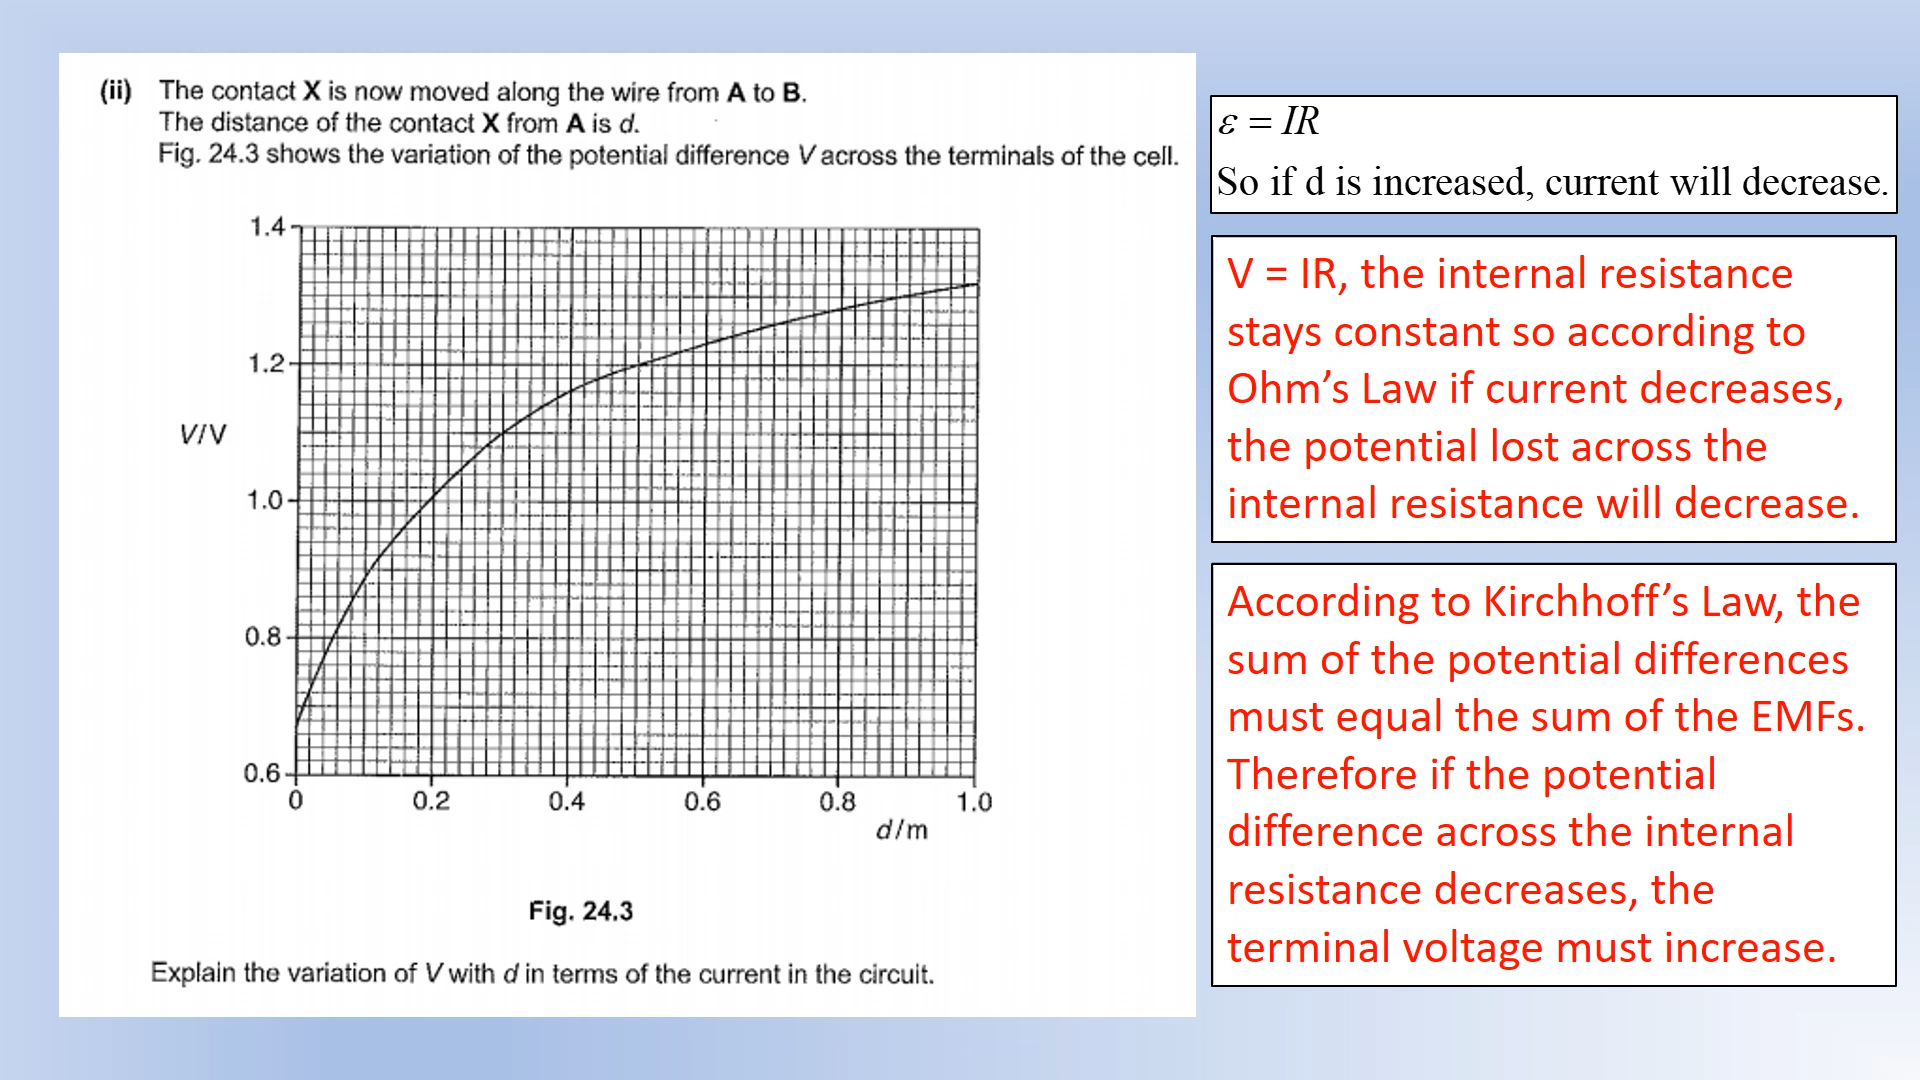 (ii) The contact X is now moved along the wire from A to B.
The distance of the contact X from A is d.
Fig. 24.3 shows the variation of the potential difference V across the terminals of the cell.
1.4
1.2
V/V
1.0
0.8
0.6
0 0.2 0.4 0.6 0.8 1.0
d/m
Fig. 24.3
Explain the variation of V with d in terms of the current in the circuit.
ε = IR
So if d is increased, current will decrease.
V = IR, the internal resistance
stays constant so according to
Ohm’s Law if current decreases,
the potential lost across the
internal resistance will decrease.
According to Kirchhoff’s Law, the
sum of the potential differences
must equal the sum of the EMFs.
Therefore if the potential
difference across the internal
resistance decreases, the
terminal voltage must increase.